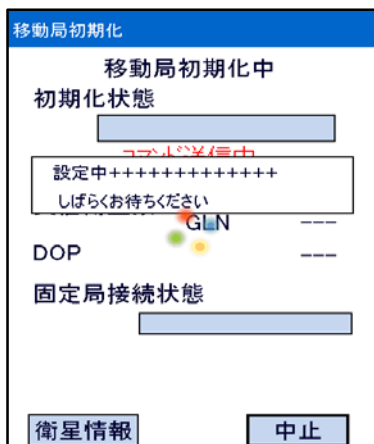 移動局初期化
移動局初期化中
初期化状態
設定中+++++++++++++
しばらくお待ちください
GLN ---
DOP ---
固定局接続状態
衛星情報 中止